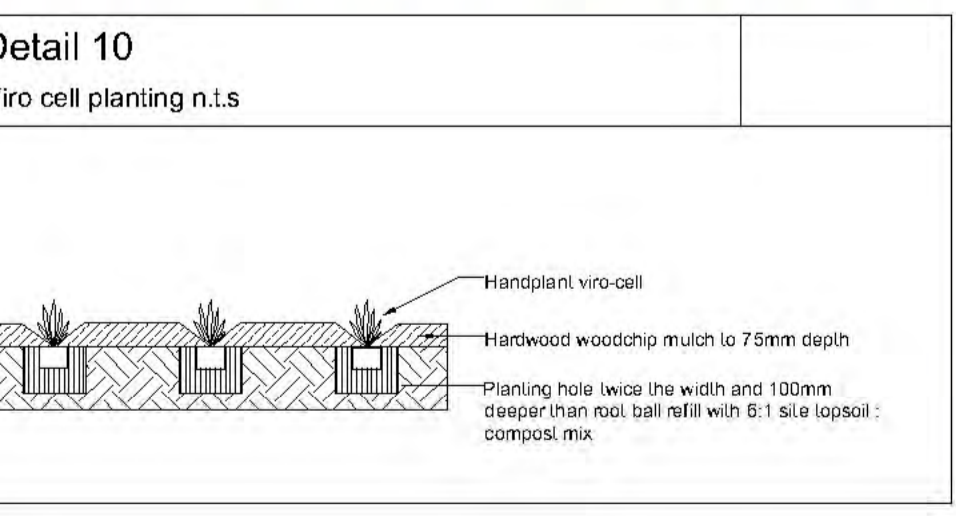 Detail 10
Viro cell planting n.t.s
Handplant viro-cell
Hardwood woodchip mulch to 75mm depth
Planting hole twice the width and 100mm
deeper than root ball refill with 6:1 site topsoil :
compost mix